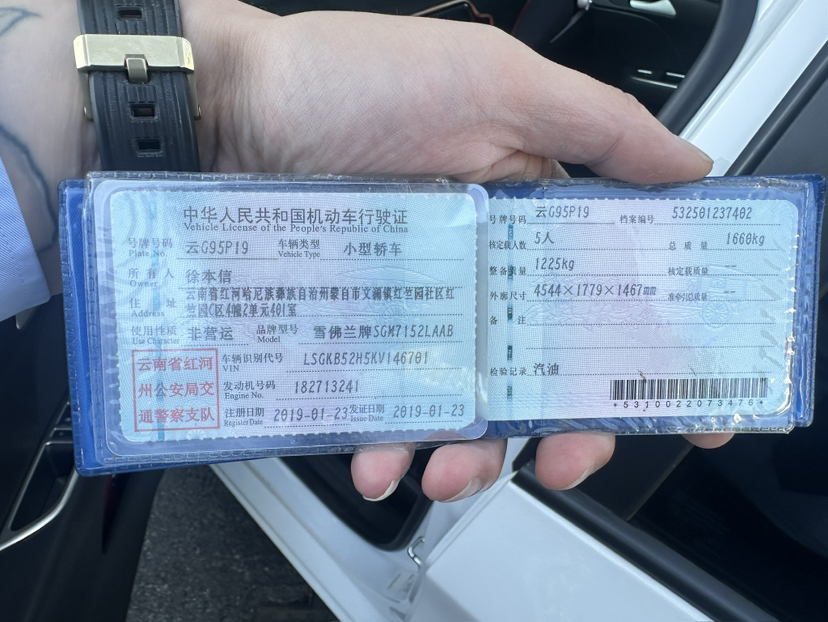 中华人民共和国机动车行驶证
Vehicle License of the People's Republic of China
号牌号码 云G95P19 车辆类型 小型轿车
Plate No. Vehicle Type
所有人 徐本信
Owner
住址 云南省红河哈尼族彝族自治州蒙自市文澜镇红竺园社区红
Address 竺园C区4幢2单元401室
使用性质 非营运 品牌型号 雪佛兰牌SGM7152LAAB
Use Character Model
云南省红河
州公安局交
通警察支队
车辆识别代号 LSGKB52H5KV146701
VIN
发动机号码 182713241
Engine No.
注册日期 2019-01-23 发证日期 2019-01-23
Register Date Issue Date
号牌号码 云G95P19 档案编号 532501237402
核定载人数 5人 总质量 1660kg
整备质量 1225kg 核定载质量 --
外廓尺寸 4544×1779×1467mm 准牵引总质量 --
备注
检验记录 汽油
*5310022073476*